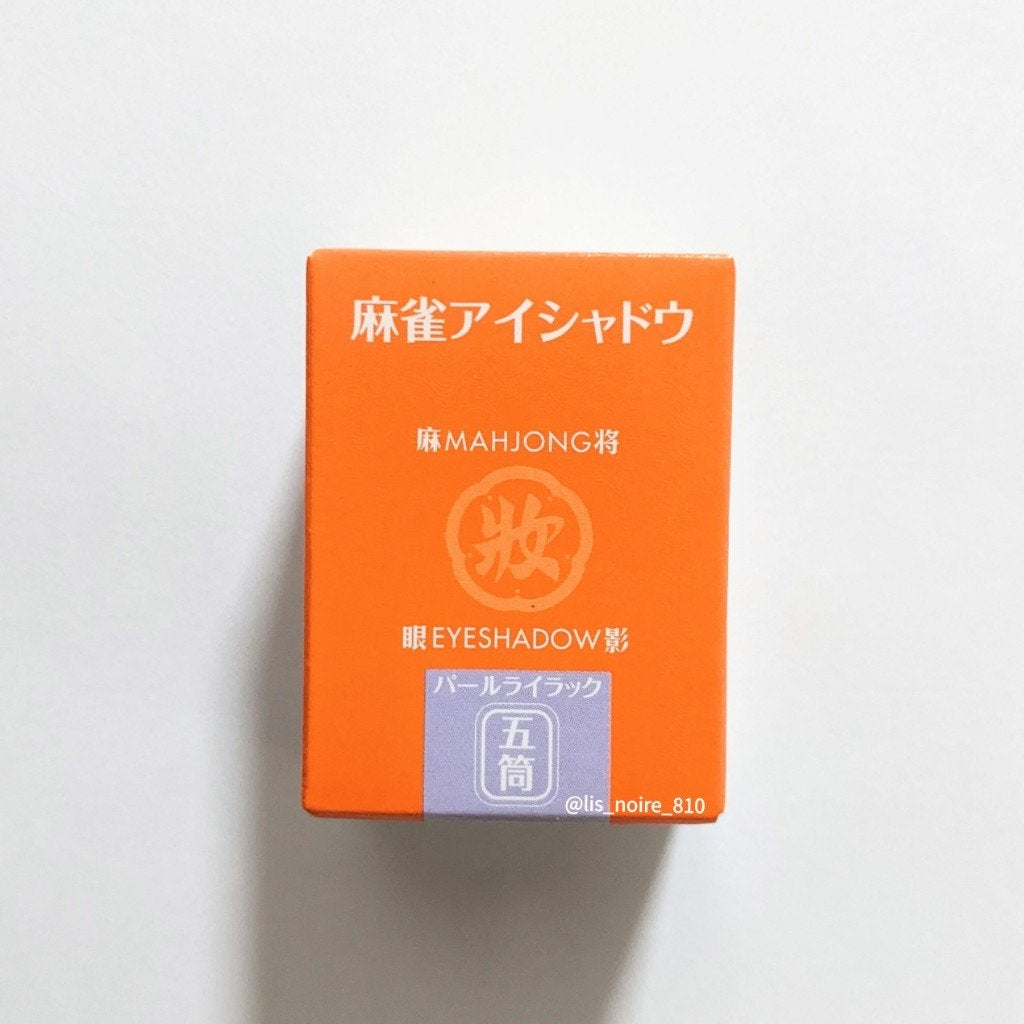 麻雀アイシャドウ
麻MAHJONG将
妝
眼EYESHADOW影
パールライラック
五
筒
@lis_noire_810